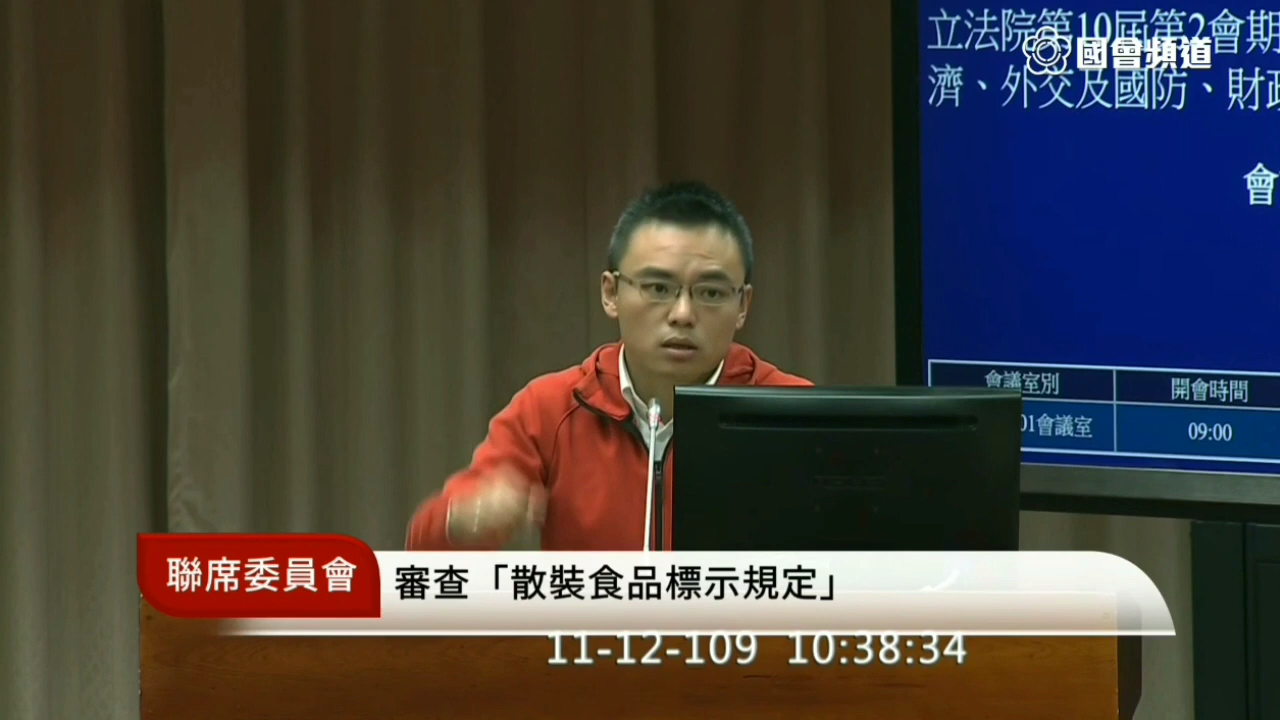 立法院第10屆第2會期
國會頻道
濟、外交及國防、財政
會
會議室別
開會時間
01會議室
09:00
聯席委員會
審查「散裝食品標示規定」
11-12-109 10:38:34